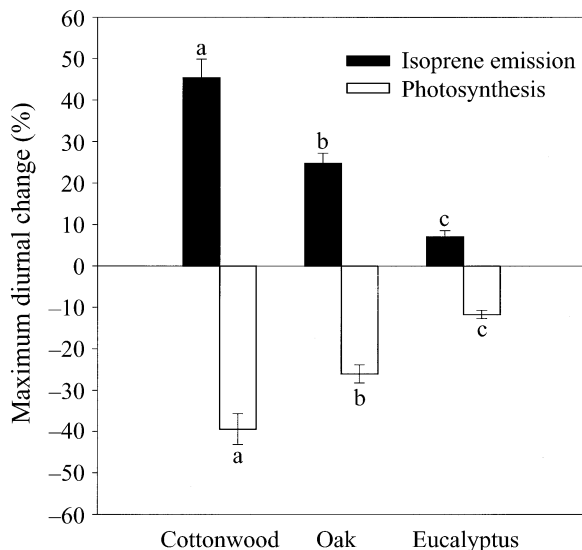 60
50
40
30
20
10
0
–10
–20
–30
–40
–50
–60
Maximum diurnal change (%)
Isoprene emission
Photosynthesis
a
b
c
a
b
c
Cottonwood Oak Eucalyptus